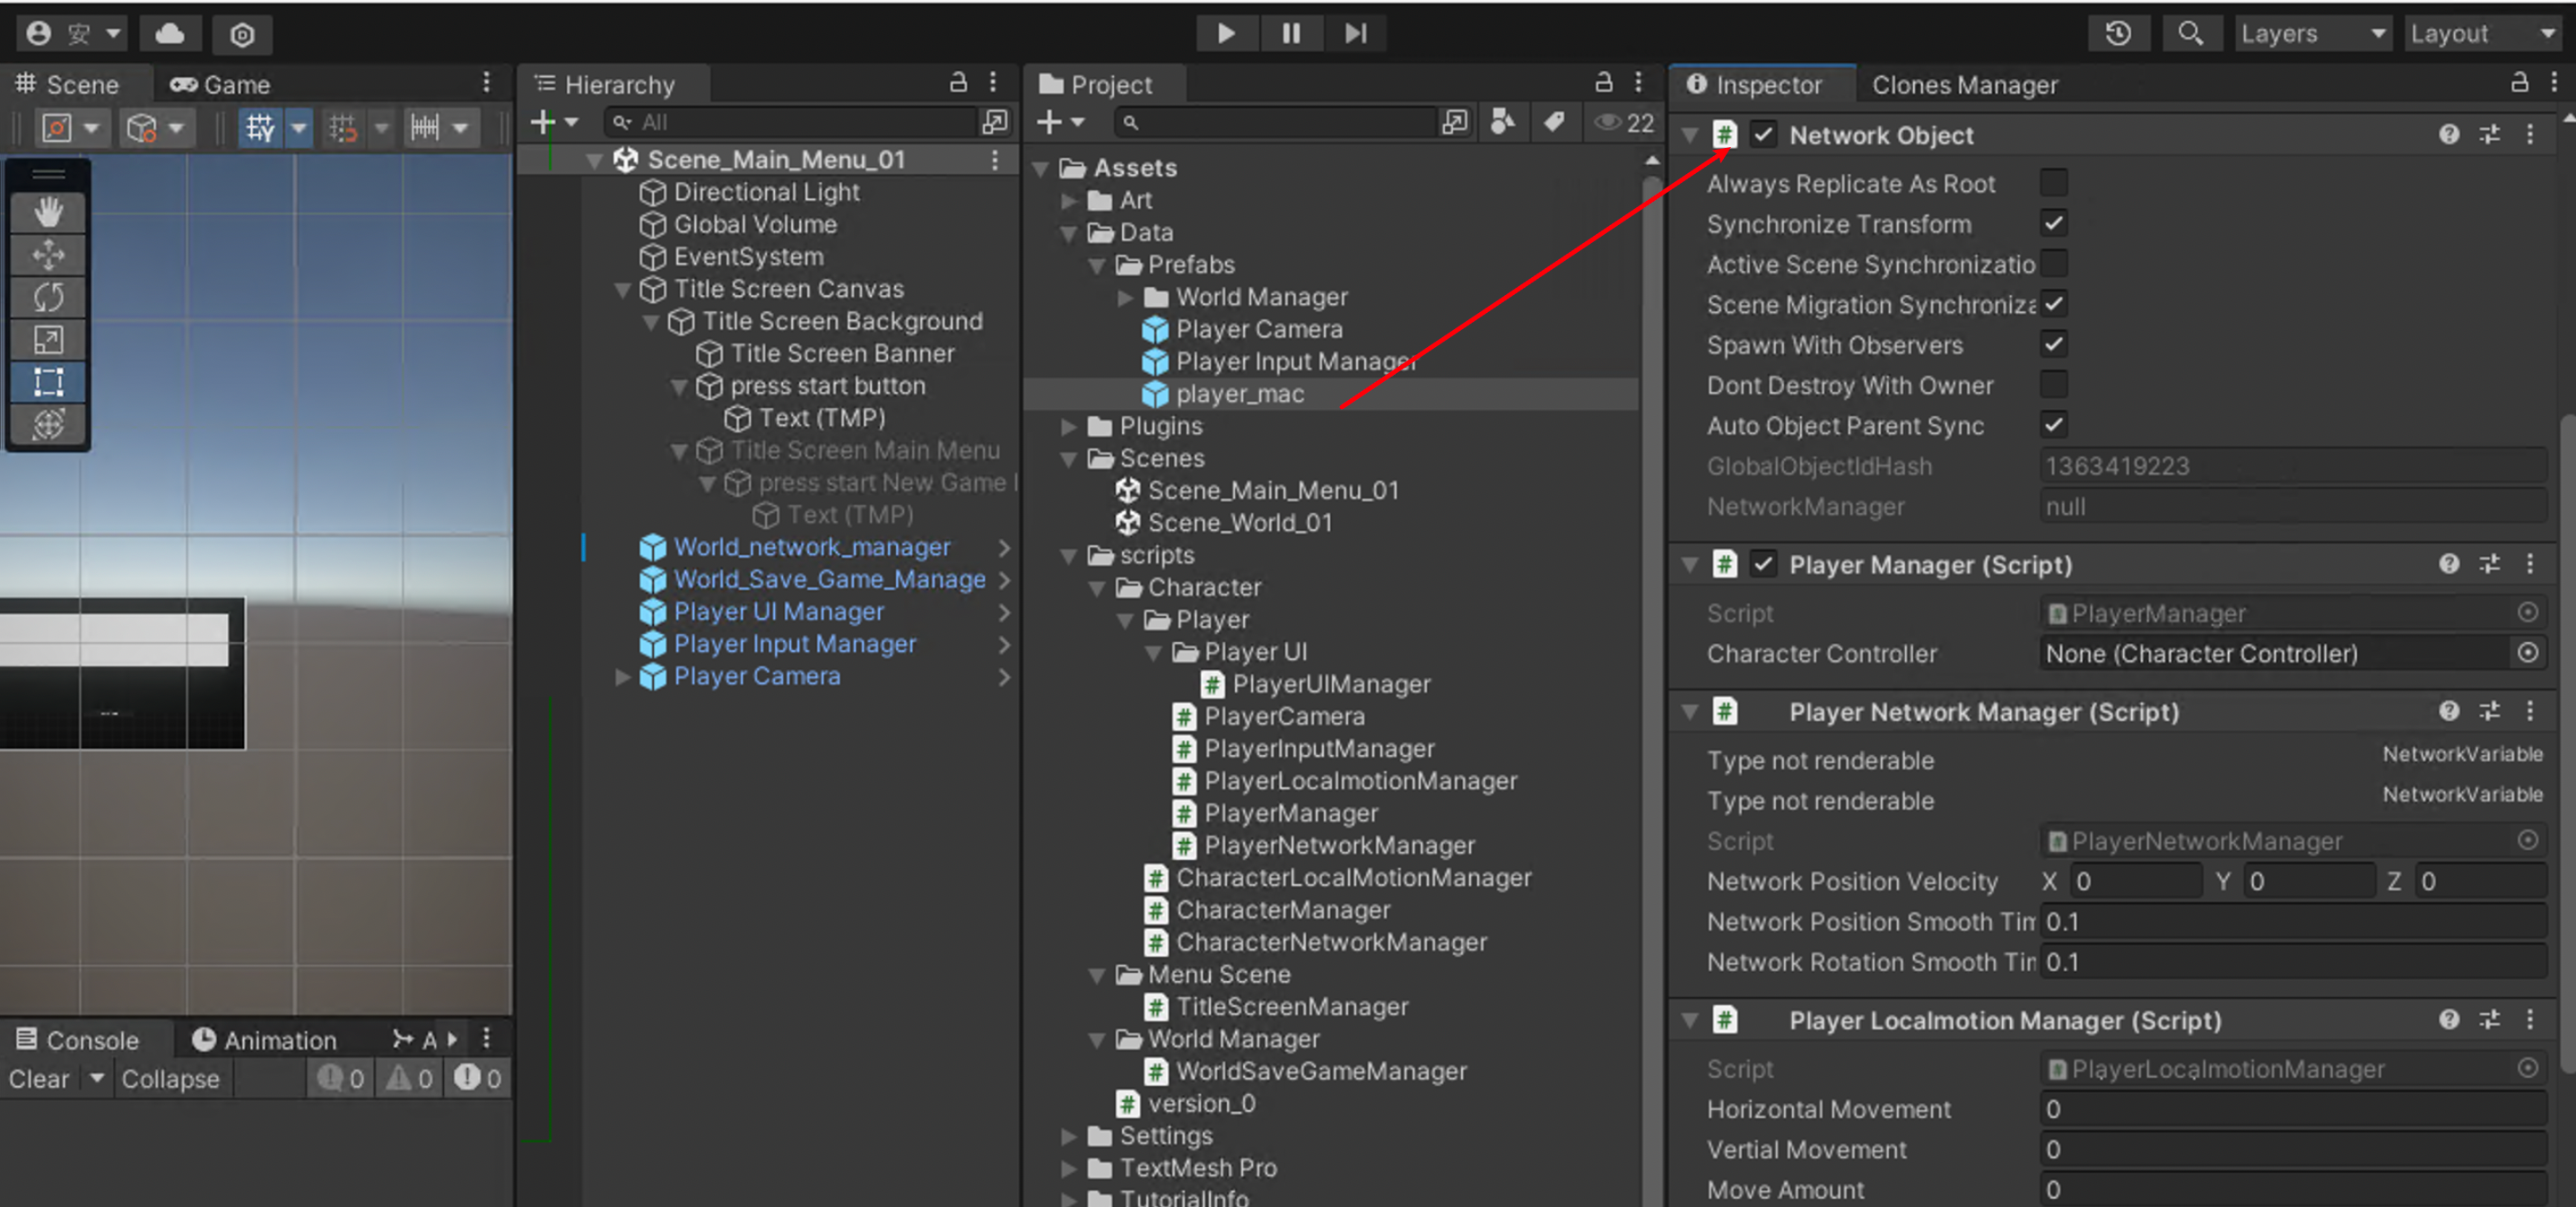 安
Layers
Layout
Scene
Game
Hierarchy
All
Scene_Main_Menu_01
Directional Light
Global Volume
EventSystem
Title Screen Canvas
Title Screen Background
Title Screen Banner
press start button
Text (TMP)
Title Screen Main Menu
press start New Game
Text (TMP)
World_network_manager
World_Save_Game_Manage
Player UI Manager
Player Input Manager
Player Camera
Console
Animation
A
Clear
Collapse
0
0
0
Project
22
Assets
Art
Data
Prefabs
World Manager
Player Camera
Player Input Manager
player_mac
Plugins
Scenes
Scene_Main_Menu_01
Scene_World_01
scripts
Character
Player
Player UI
PlayerUIManager
PlayerCamera
PlayerInputManager
PlayerLocalmotionManager
PlayerManager
PlayerNetworkManager
CharacterLocalMotionManager
CharacterManager
CharacterNetworkManager
Menu Scene
TitleScreenManager
World Manager
WorldSaveGameManager
version_0
Settings
TextMesh Pro
TutorialInfo
Inspector
Clones Manager
Network Object
Always Replicate As Root
Synchronize Transform
Active Scene Synchronizatio
Scene Migration Synchroniza
Spawn With Observers
Dont Destroy With Owner
Auto Object Parent Sync
GlobalObjectIdHash 1363419223
NetworkManager null
Player Manager (Script)
Script PlayerManager
Character Controller None (Character Controller)
Player Network Manager (Script)
Type not renderable NetworkVariable
Type not renderable NetworkVariable
Script PlayerNetworkManager
Network Position Velocity X 0 Y 0 Z 0
Network Position Smooth Tim 0.1
Network Rotation Smooth Tim 0.1
Player Localmotion Manager (Script)
Script PlayerLocalmotionManager
Horizontal Movement 0
Vertial Movement 0
Move Amount 0